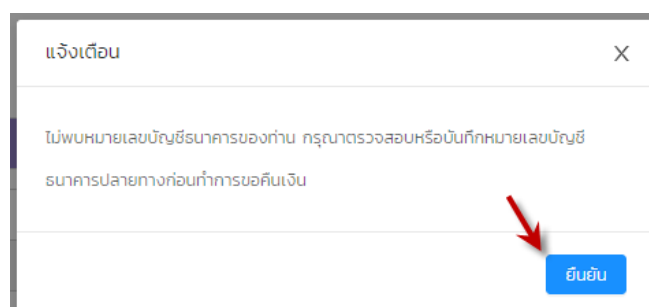 แจ้งเตือน
ไม่พบหมายเลขบัญชีธนาคารของท่าน กรุณาตรวจสอบหรือบันทึกหมายเลขบัญชี
ธนาคารปลายทางก่อนทำการขอคืนเงิน
ยืนยัน